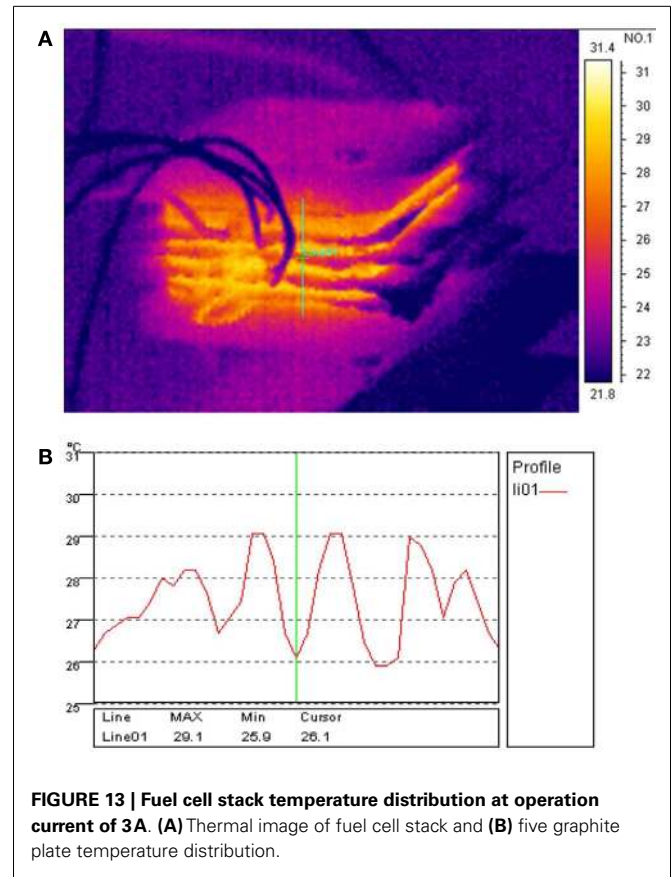 A
NO.1
31.4
31
30
29
28
27
26
25
24
23
22
21.8
B
°C
31
30
29
28
27
26
25
Profile
li01
Line MAX Min Cursor
Line01 29.1 25.9 26.1
FIGURE 13 | Fuel cell stack temperature distribution at operation
current of 3A. (A) Thermal image of fuel cell stack and (B) five graphite
plate temperature distribution.